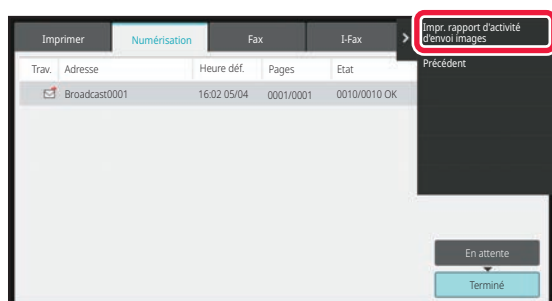 Imprimer Numérisation Fax I-Fax
Impr. rapport d'activité
d'envoi images
Précédent
Trav. Adresse Heure déf. Pages Etat
Broadcast0001 16:02 05/04 0001/0001 0010/0010 OK
En attente
Terminé